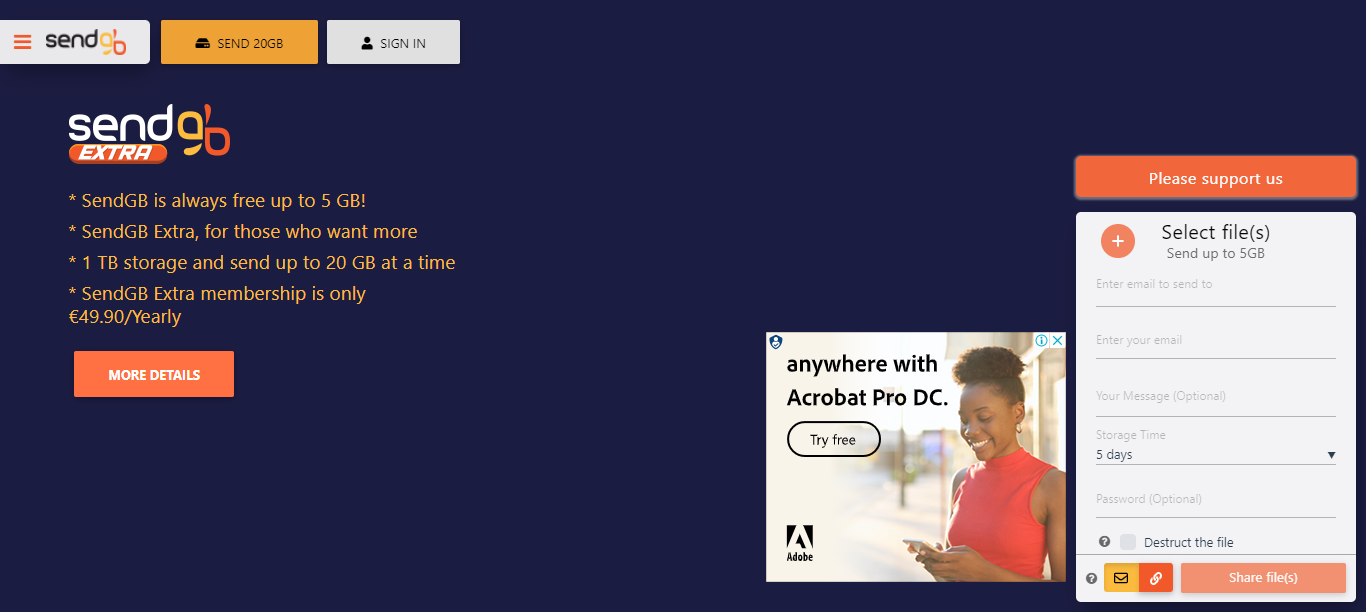 sendgb
SEND 20GB
SIGN IN
sendgb
EXTRA
* SendGB is always free up to 5 GB!
* SendGB Extra, for those who want more
* 1 TB storage and send up to 20 GB at a time
* SendGB Extra membership is only
€49.90/Yearly
MORE DETAILS
anywhere with
Acrobat Pro DC.
Try free
Adobe
Please support us
Select file(s)
Send up to 5GB
Enter email to send to
Enter your email
Your Message (Optional)
Storage Time
5 days
Password (Optional)
Destruct the file
Share file(s)